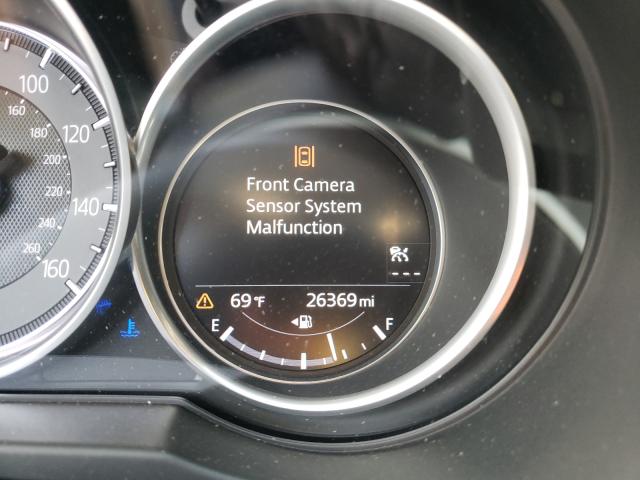 100
120
140
160
160
180
200
220
240
260
Front Camera
Sensor System
Malfunction
---
69°F
26369 mi
E
F